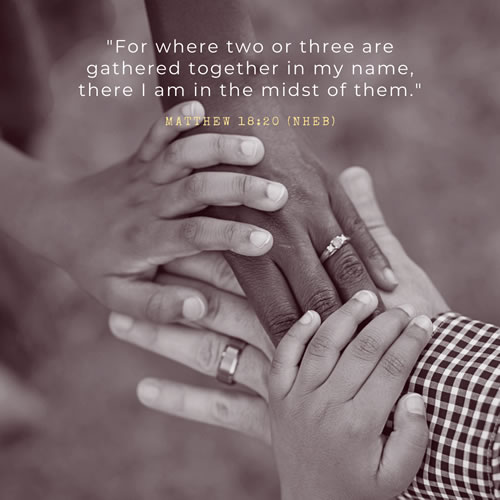 "For where two or three are
gathered together in my name,
there I am in the midst of them."
MATTHEW 18:20 (NHEB)